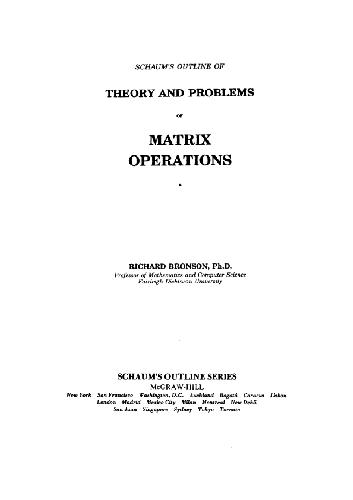 SCHAUM'S OUTLINE OF
THEORY AND PROBLEMS
OF
MATRIX
OPERATIONS
RICHARD BRONSON, Ph.D.
Professor of Mathematics and Computer Science
Fairleigh Dickinson University
SCHAUM'S OUTLINE SERIES
McGRAW-HILL
New York San Francisco Washington, D.C. Auckland Bogotá Caracas Lisbon
London Madrid Mexico City Milan Montreal New Delhi
San Juan Singapore Sydney Tokyo Toronto